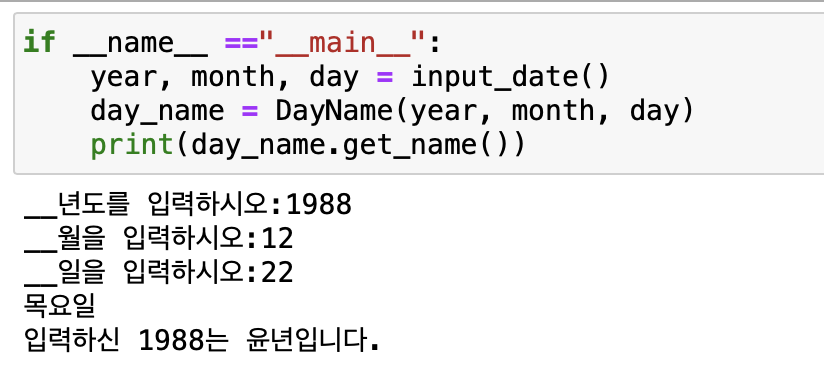 if __name__ =="__main__":
year, month, day = input_date()
day_name = DayName(year, month, day)
print(day_name.get_name())
__년도를 입력하시오:1988
__월을 입력하시오:12
__일을 입력하시오:22
목요일
입력하신 1988는 윤년입니다.